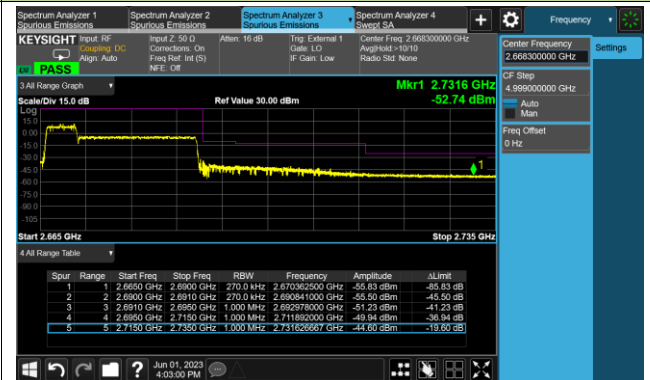 Spectrum Analyzer 1
Spurious Emissions
Spectrum Analyzer 2
Spurious Emissions
Spectrum Analyzer 3
Spurious Emissions
Spectrum Analyzer 4
Swept SA
+
Frequency
KEYSIGHT
Input: RF
Coupling: DC
Align: Auto
Input Z: 50 Ω
Corrections: On
Freq Ref: Int (S)
NFE: Off
Atten: 16 dB
Trig: External 1
Gate: LO
IF Gain: Low
Center Freq: 2.668300000 GHz
Avg|Hold:>10/10
Radio Std: None
PASS
Center Frequency
2.668300000 GHz
Settings
CF Step
4.999000000 GHz
Auto
Man
Freq Offset
0 Hz
3 All Range Graph
Mkr1 2.7316 GHz
Scale/Div 15.0 dB
Ref Value 30.00 dBm
-52.74 dBm
Log
15.0
0.00
-15.0
-30.0
-45.0
-60.0
-75.0
-90.0
-105
1
Start 2.665 GHz
Stop 2.735 GHz
4 All Range Table
Spur Range Start Freq Stop Freq RBW Frequency Amplitude ΔLimit
1 1 2.6650 GHz 2.6900 GHz 270.0 kHz 2.670362500 GHz -55.83 dBm -85.83 dB
2 2 2.6900 GHz 2.6910 GHz 270.0 kHz 2.690841000 GHz -55.50 dBm -45.50 dB
3 3 2.6910 GHz 2.6950 GHz 1.000 MHz 2.692978000 GHz -51.23 dBm -41.23 dB
4 4 2.6950 GHz 2.7150 GHz 1.000 MHz 2.711892000 GHz -49.94 dBm -36.94 dB
5 5 2.7150 GHz 2.7350 GHz 1.000 MHz 2.731626667 GHz -44.60 dBm -19.60 dB
?
Jun 01, 2023
4:03:00 PM